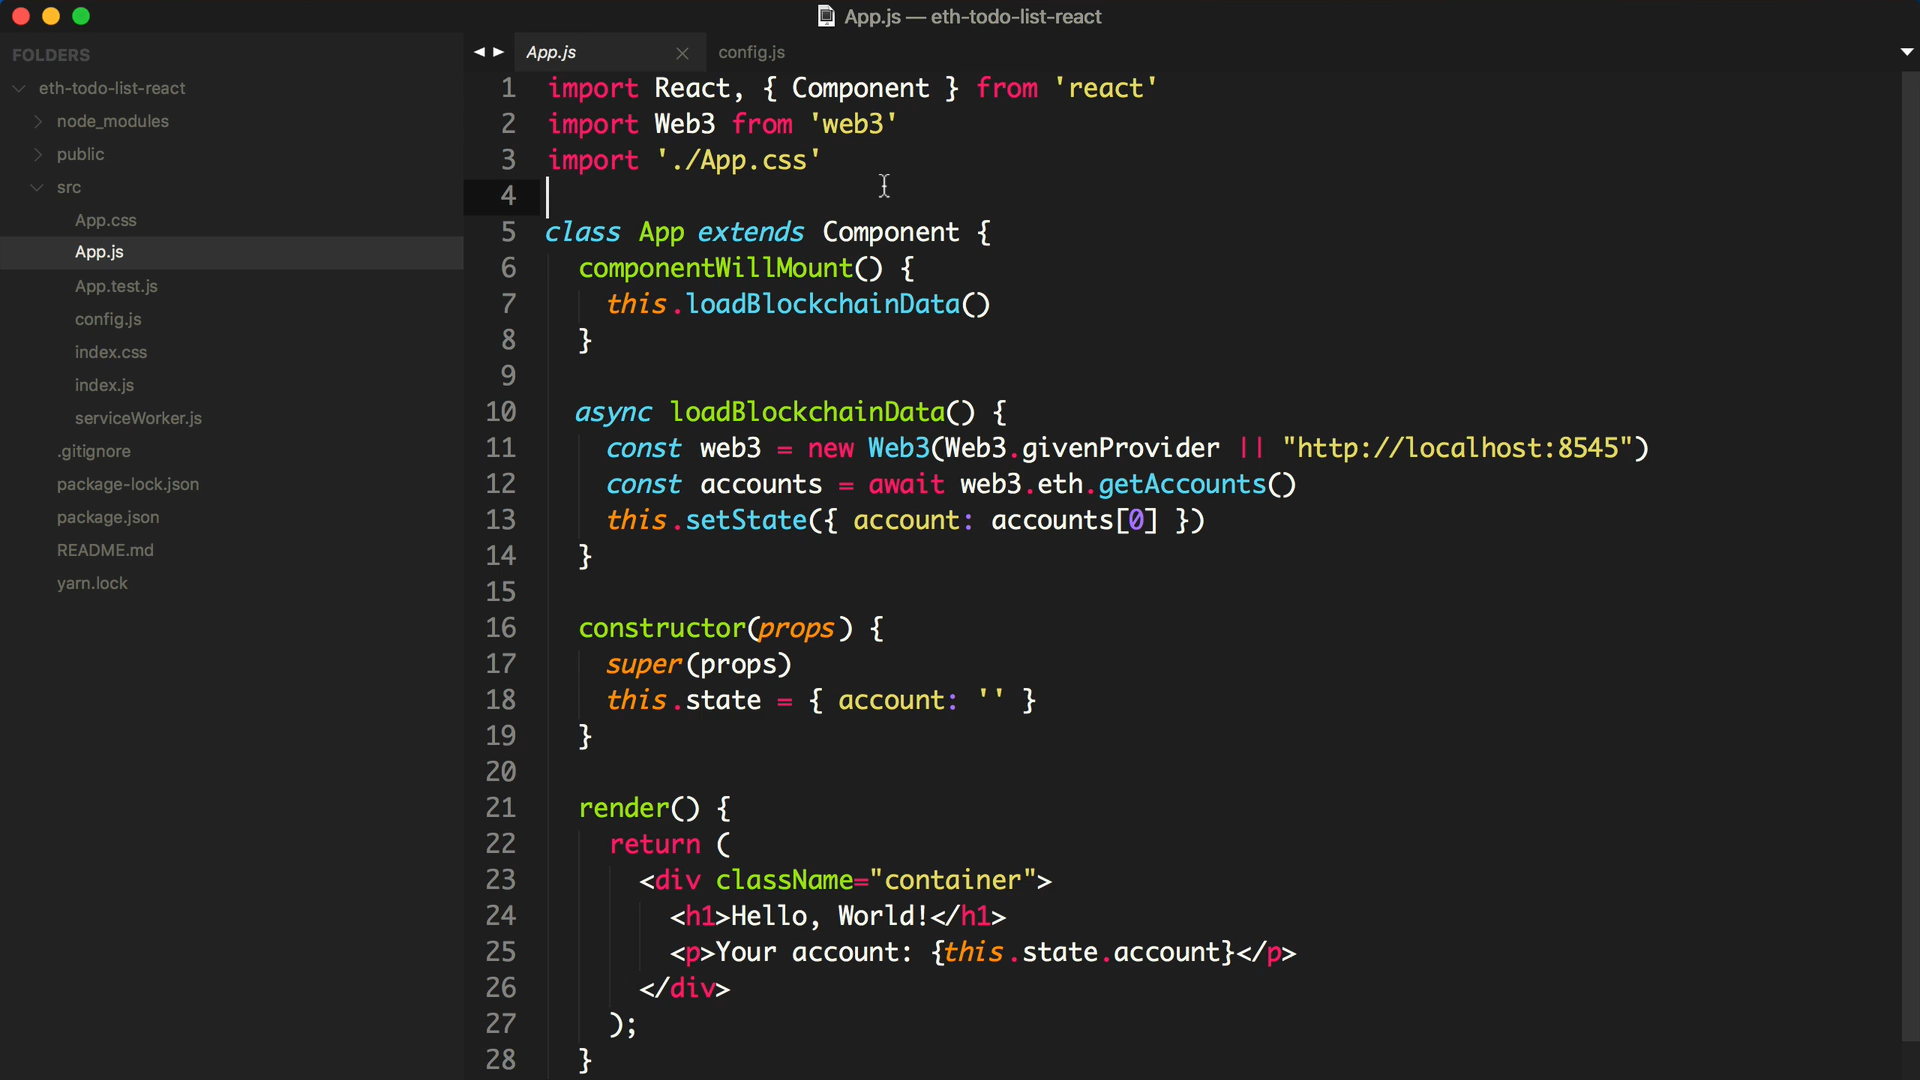 App.js — eth-todo-list-react
FOLDERS
eth-todo-list-react
node_modules
public
src
App.css
App.js
App.test.js
config.js
index.css
index.js
serviceWorker.js
.gitignore
package-lock.json
package.json
README.md
yarn.lock
App.js config.js
1 import React, { Component } from 'react'
2 import Web3 from 'web3'
3 import './App.css'
4
5 class App extends Component {
6   componentWillMount() {
7     this.loadBlockchainData()
8   }
9
10   async loadBlockchainData() {
11     const web3 = new Web3(Web3.givenProvider || "http://localhost:8545")
12     const accounts = await web3.eth.getAccounts()
13     this.setState({ account: accounts[0] })
14   }
15
16   constructor(props) {
17     super(props)
18     this.state = { account: '' }
19   }
20
21   render() {
22     return (
23       <div className="container">
24         <h1>Hello, World!</h1>
25         <p>Your account: {this.state.account}</p>
26       </div>
27     );
28   }